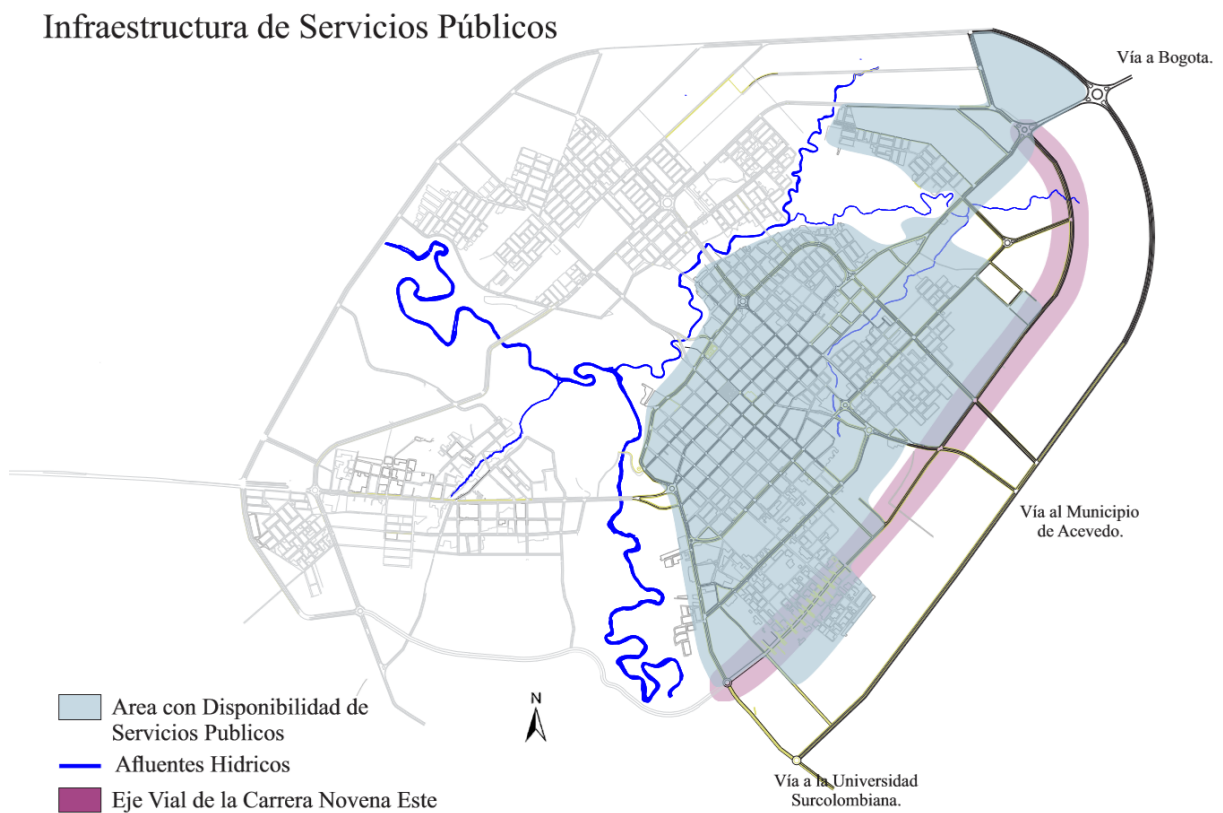 Infraestructura de Servicios Públicos
Vía a Bogota.
N
Vía al Municipio
de Acevedo.
Area con Disponibilidad de
Servicios Publicos
Afluentes Hidricos
Eje Vial de la Carrera Novena Este
Vía a la Universidad
Surcolombiana.